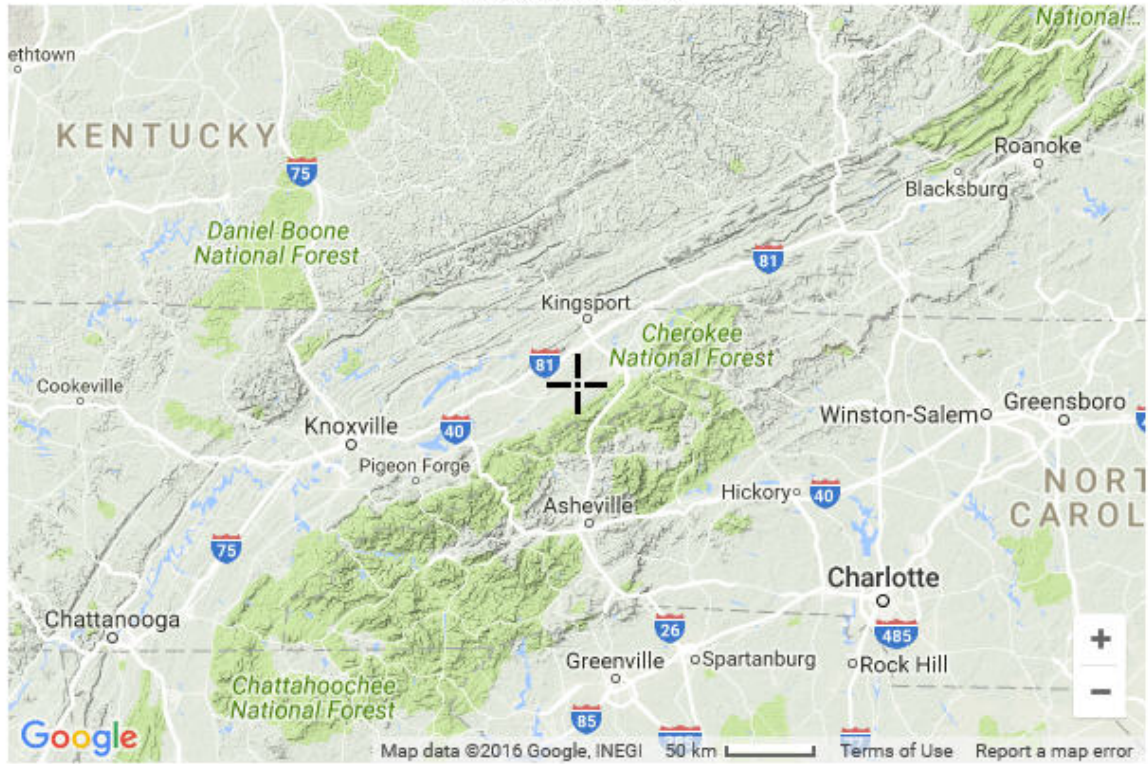 National...
ethtown
KENTUCKY
75
Roanoke
Blacksburg
Daniel Boone
National Forest
81
Kingsport
Cherokee
National Forest
81
Cookeville
Knoxville
40
Winston-Salem
Greensboro
Pigeon Forge
Hickory
40
NORT
CAROL
Asheville
75
Charlotte
Chattanooga
26
485
Greenville
Spartanburg
Rock Hill
Chattahoochee
National Forest
85
+
−
Google
Map data ©2016 Google, INEGI
50 km
Terms of Use
Report a map error